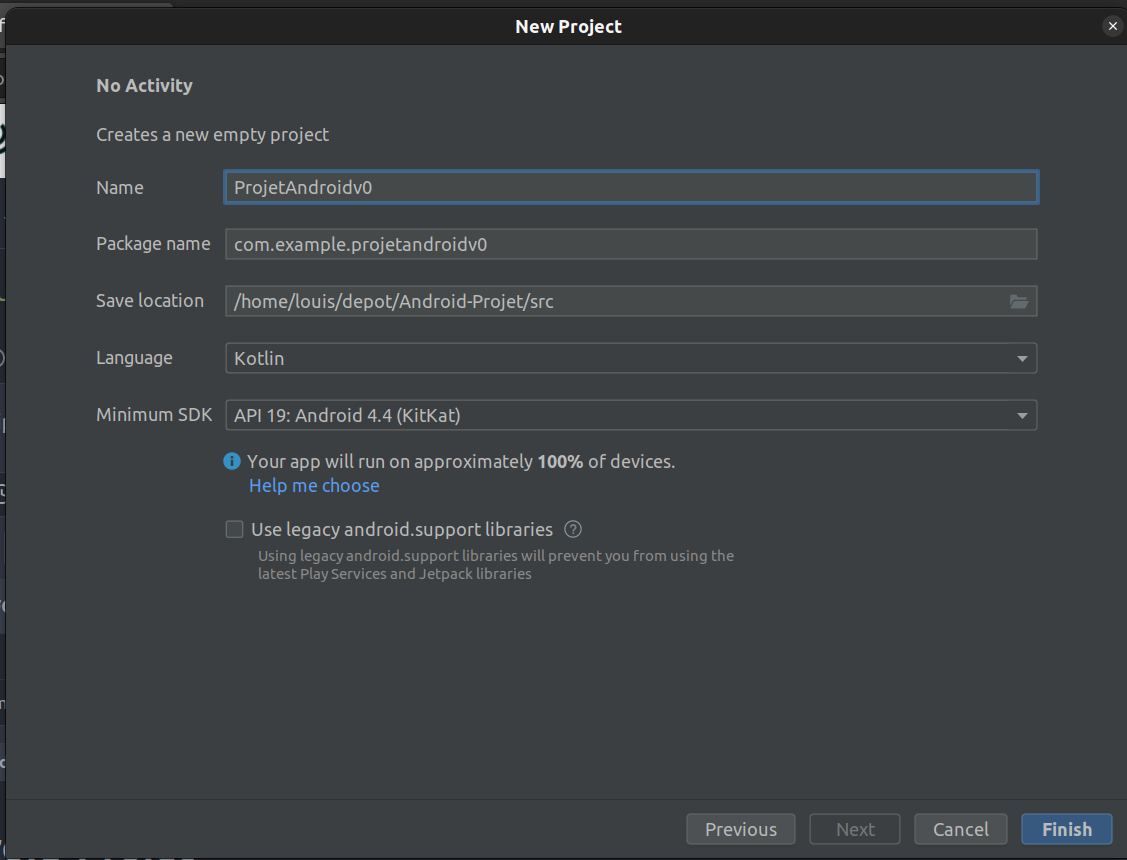 New Project
No Activity
Creates a new empty project
Name ProjetAndroidv0
Package name com.example.projetandroidv0
Save location /home/louis/depot/Android-Projet/src
Language Kotlin
Minimum SDK API 19: Android 4.4 (KitKat)
Your app will run on approximately 100% of devices.
Help me choose
Use legacy android.support libraries
Using legacy android.support libraries will prevent you from using the
latest Play Services and Jetpack libraries
Previous Next Cancel Finish